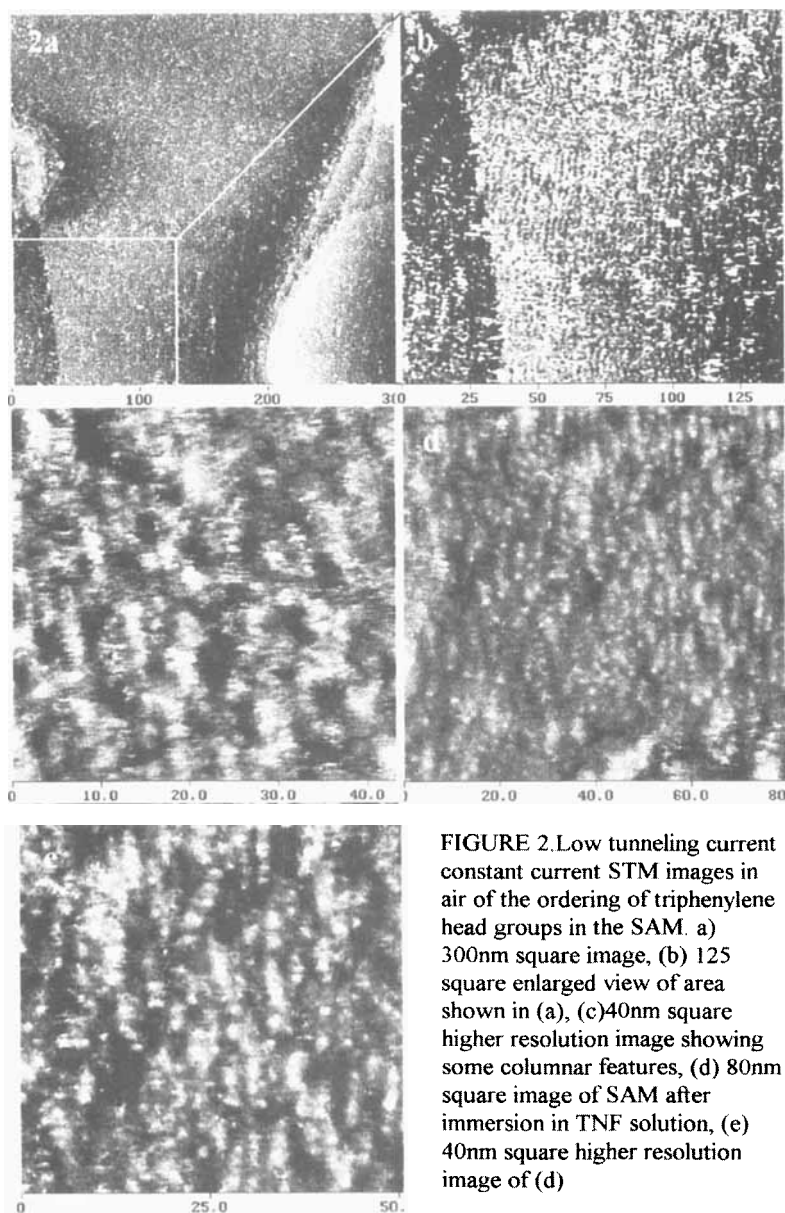 2a
b
0 100 200 300
0 25 50 75 100 125
d
0 10.0 20.0 30.0 40.0
20.0 40.0 60.0 80
e
0 25.0 50.
FIGURE 2.Low tunneling current
constant current STM images in
air of the ordering of triphenylene
head groups in the SAM. a)
300nm square image, (b) 125
square enlarged view of area
shown in (a), (c)40nm square
higher resolution image showing
some columnar features, (d) 80nm
square image of SAM after
immersion in TNF solution, (e)
40nm square higher resolution
image of (d)